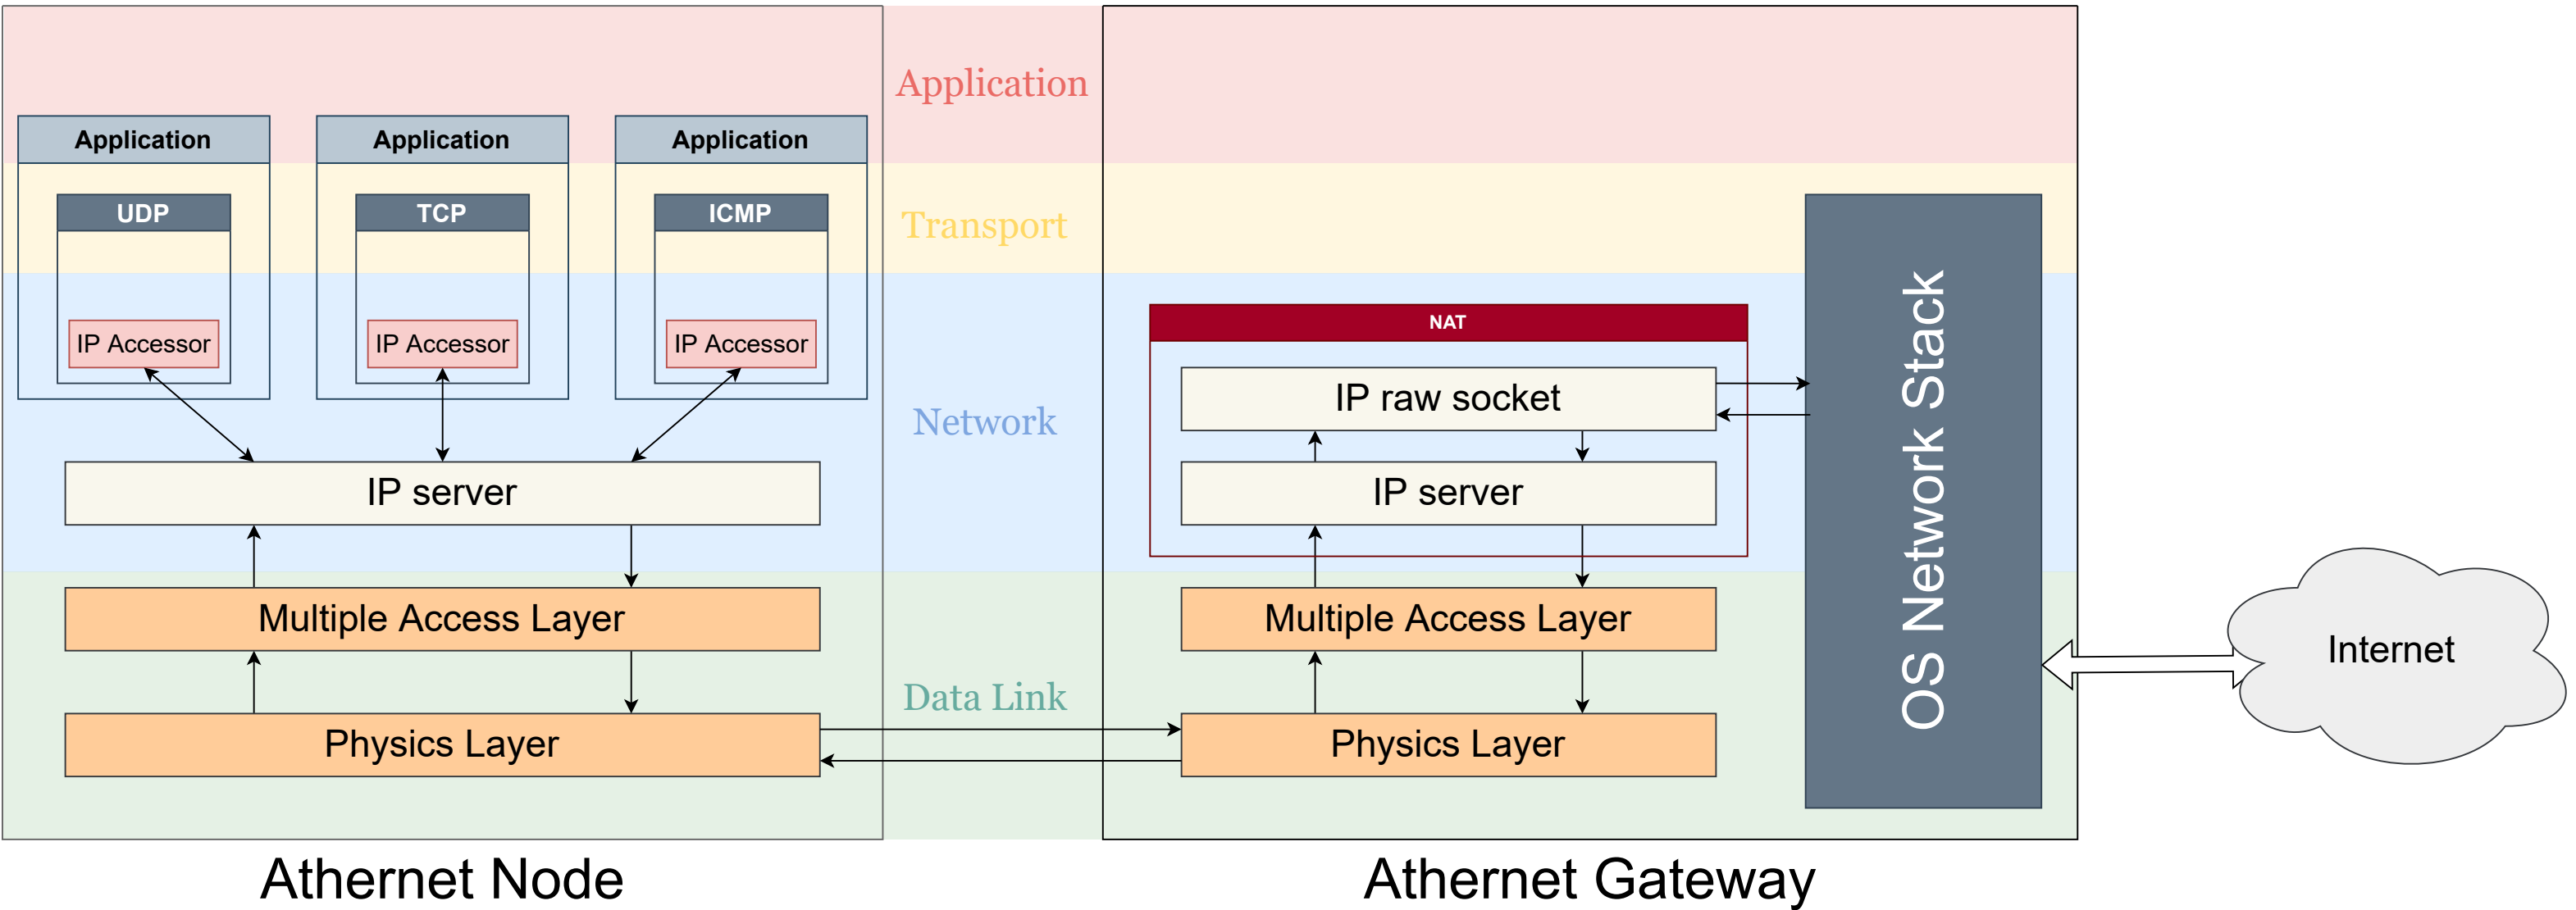 Application
Application
Application
Application
UDP
TCP
ICMP
Transport
IP Accessor
IP Accessor
IP Accessor
Network
IP server
Multiple Access Layer
Data Link
Physics Layer
NAT
IP raw socket
IP server
Multiple Access Layer
Physics Layer
OS Network Stack
Internet
Athernet Node
Athernet Gateway